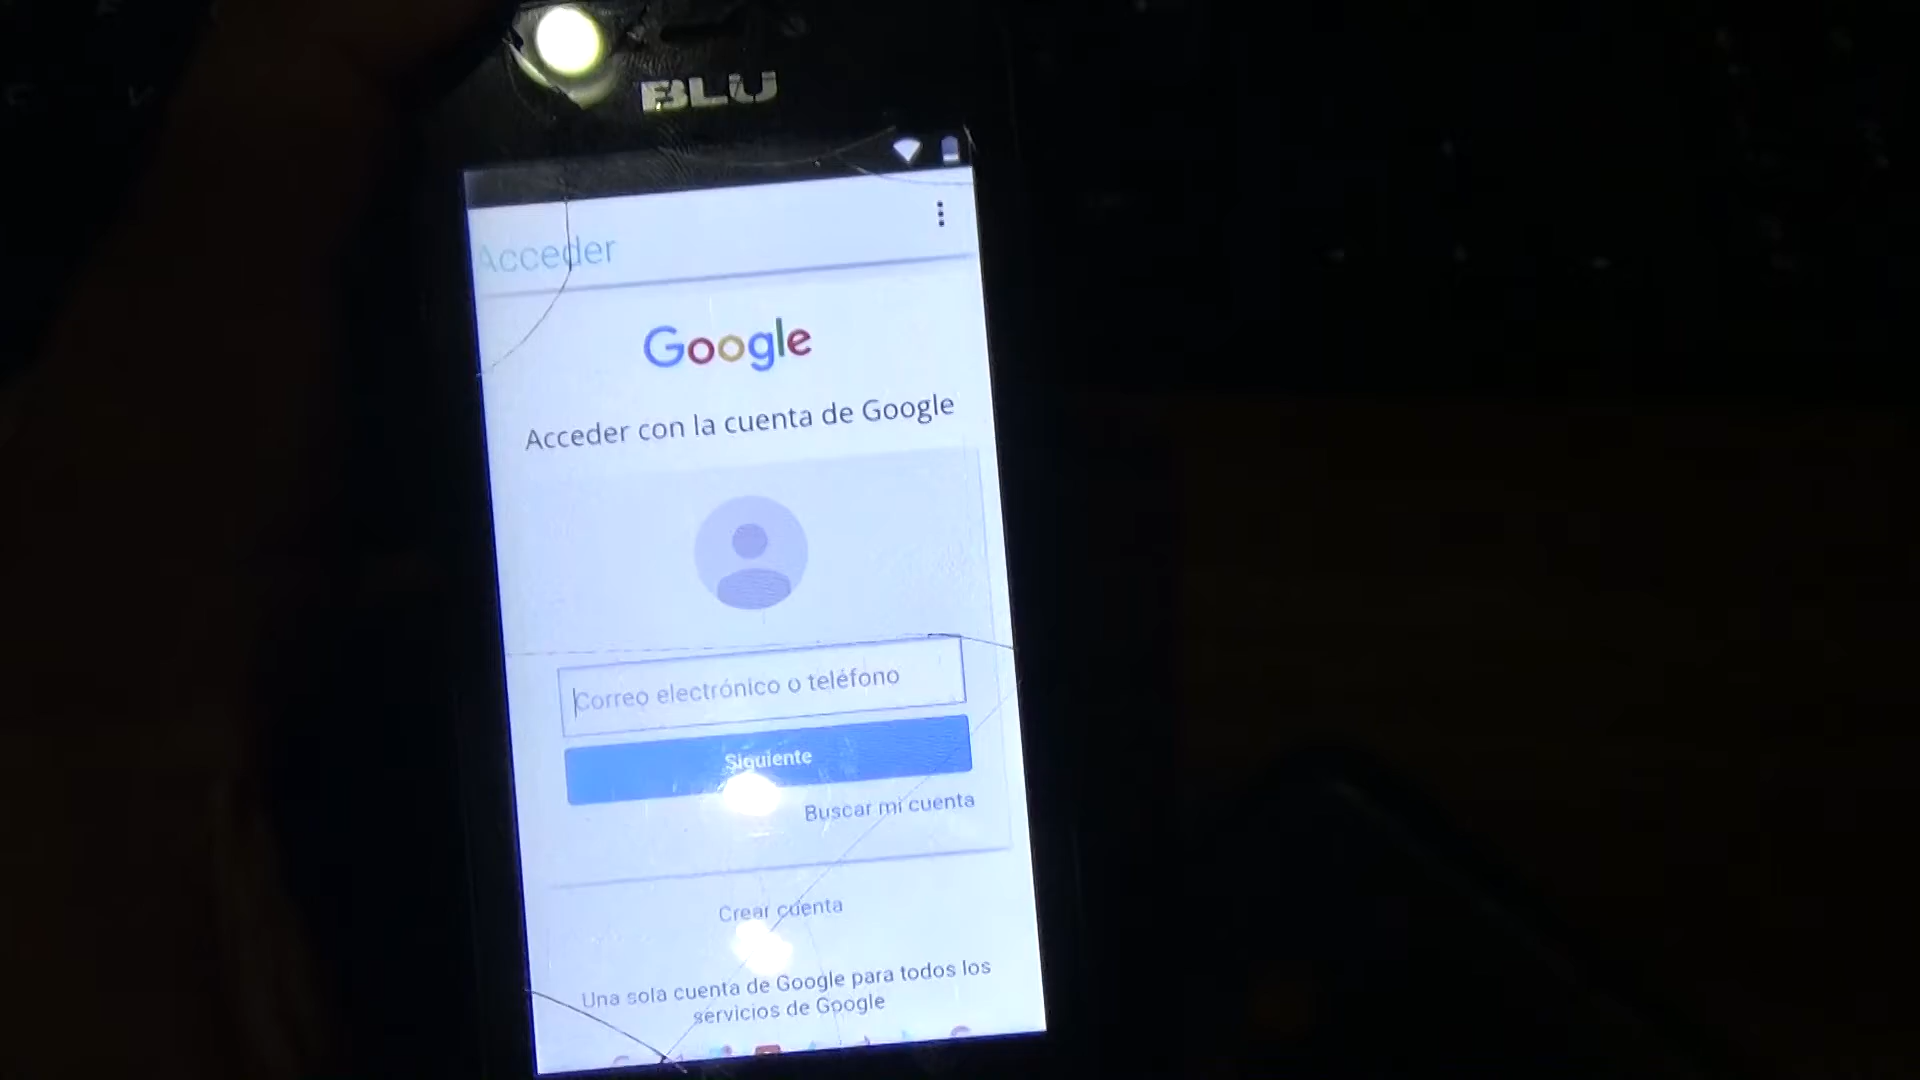 BLU
Acceder
Google
Acceder con la cuenta de Google
Correo electrónico o teléfono
Siguiente
Buscar mi cuenta
Crear cuenta
Una sola cuenta de Google para todos los
servicios de Google